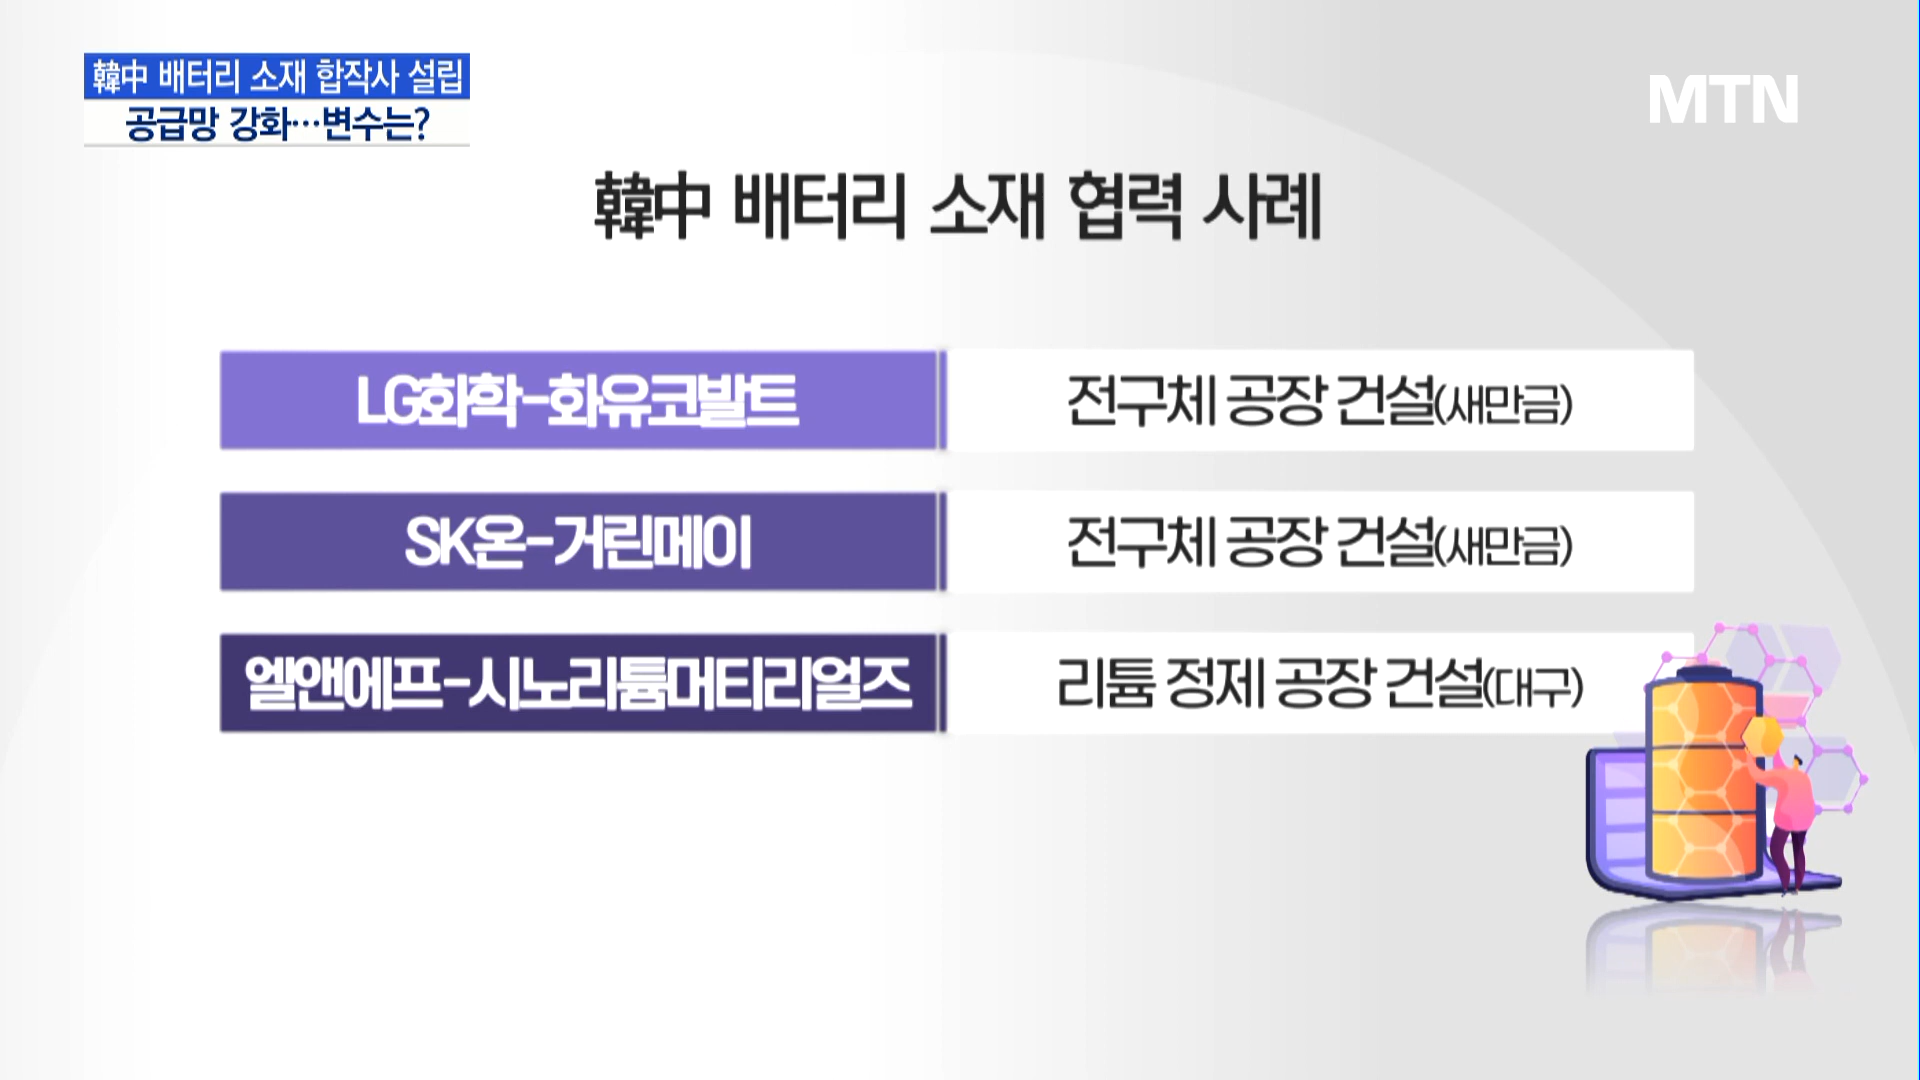 韓中 배터리 소재 합작사 설립
공급망 강화…변수는?
MTN
韓中 배터리 소재 협력 사례
LG화학-화유코발트
전구체 공장 건설(새만금)
SK온-거린메이
전구체 공장 건설(새만금)
엘앤에프-시노리튬머티리얼즈
리튬 정제 공장 건설(대구)